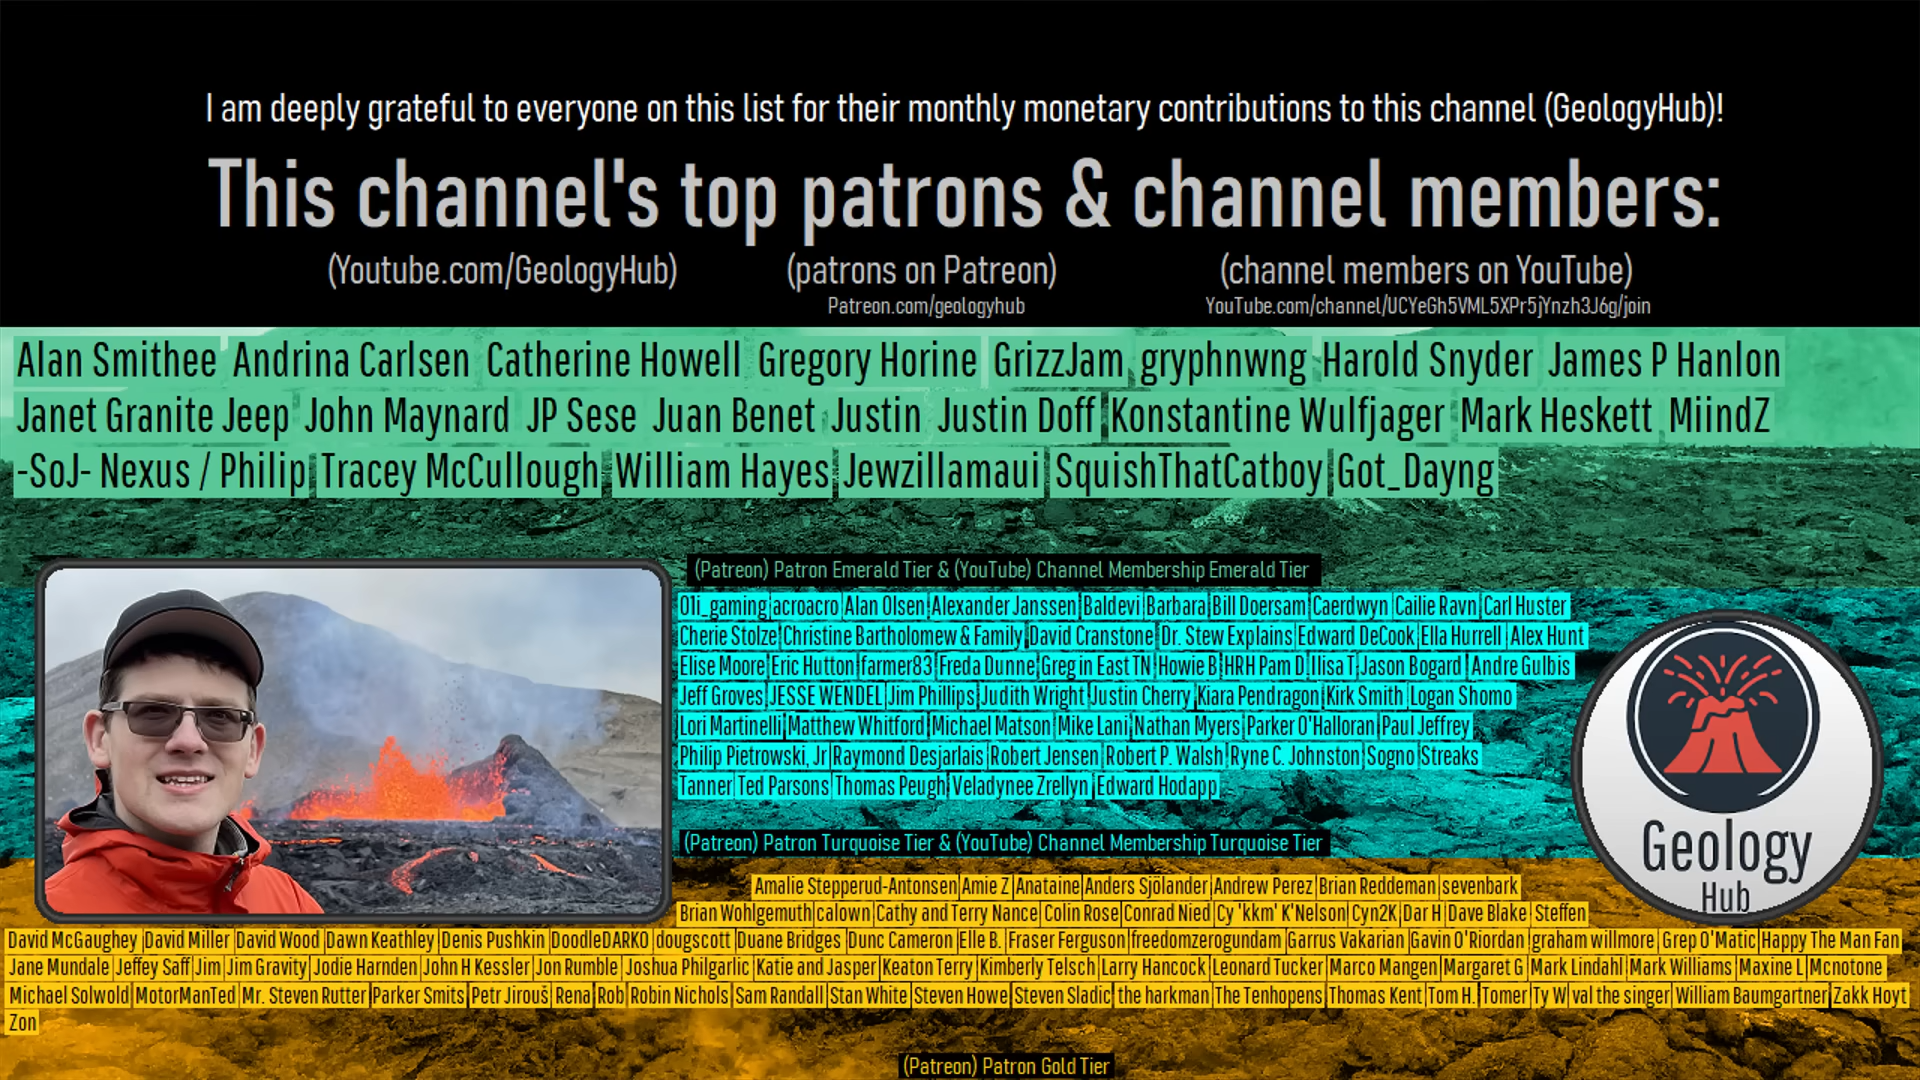 I am deeply grateful to everyone on this list for their monthly monetary contributions to this channel (GeologyHub)!
This channel's top patrons & channel members:
(Youtube.com/GeologyHub) (patrons on Patreon) (channel members on YouTube)
Patreon.com/geologyhub YouTube.com/channel/UCYeGh5VML5XPr5jYnzh3J6g/join
Alan Smithee Andrina Carlsen Catherine Howell Gregory Horine GrizzJam gryphnwng Harold Snyder James P Hanlon
Janet Granite Jeep John Maynard JP Sese Juan Benet Justin Justin Doff Konstantine Wulfjager Mark Heskett MiindZ
-SoJ- Nexus / Philip Tracey McCullough William Hayes Jewzillamaui SquishThatCatboy Got_Dayng
(Patreon) Patron Emerald Tier & (YouTube) Channel Membership Emerald Tier
01i_gaming acroacro Alan Olsen Alexander Janssen Baldevi Barbara Bill Doersam Caerdwyn Cailie Ravn Carl Huster
Cherie Stolze Christine Bartholomew & Family David Cranstone Dr. Stew Explains Edward DeCook Ella Hurrell Alex Hunt
Elise Moore Eric Hutton farmer83 Freda Dunne Greg in East TN Howie B HRH Pam D Ilisa T Jason Bogard Andre Gulbis
Jeff Groves JESSE WENDEL Jim Phillips Judith Wright Justin Cherry Kiara Pendragon Kirk Smith Logan Shomo
Lori Martinelli Matthew Whitford Michael Matson Mike Lani Nathan Myers Parker O'Halloran Paul Jeffrey
Philip Pietrowski, Jr Raymond Desjarlais Robert Jensen Robert P. Walsh Ryne C. Johnston Sogno Streaks
Tanner Ted Parsons Thomas Peugh Veladynee Zrellyn Edward Hodapp
(Patreon) Patron Turquoise Tier & (YouTube) Channel Membership Turquoise Tier
Geology
Hub
Amalie Stepperud-Antonsen Amie Z Anataine Anders Sjölander Andrew Perez Brian Reddeman sevenbark
Brian Wohlgemuth calown Cathy and Terry Nance Colin Rose Conrad Nied Cy 'kkm' K'Nelson Cyn2K Dar H Dave Blake Steffen
David McGaughey David Miller David Wood Dawn Keathley Denis Pushkin DoodleDARKO dougscott Duane Bridges Dunc Cameron Elle B. Fraser Ferguson freedomzerogundam Garrus Vakarian Gavin O'Riordan graham willmore Grep O'Matic Happy The Man Fan
Jane Mundale Jeffey Saff Jim Jim Gravity Jodie Harnden John H Kessler Jon Rumble Joshua Philgarlic Katie and Jasper Keaton Terry Kimberly Telsch Larry Hancock Leonard Tucker Marco Mangen Margaret G Mark Lindahl Mark Williams Maxine L Mcnotone
Michael Solwold MotorManTed Mr. Steven Rutter Parker Smits Petr Jirouš Rena Rob Robin Nichols Sam Randall Stan White Steven Howe Steven Sladic the harkman The Tenhopens Thomas Kent Tom H. Tomer Ty W val the singer William Baumgartner Zakk Hoyt
Zon
(Patreon) Patron Gold Tier